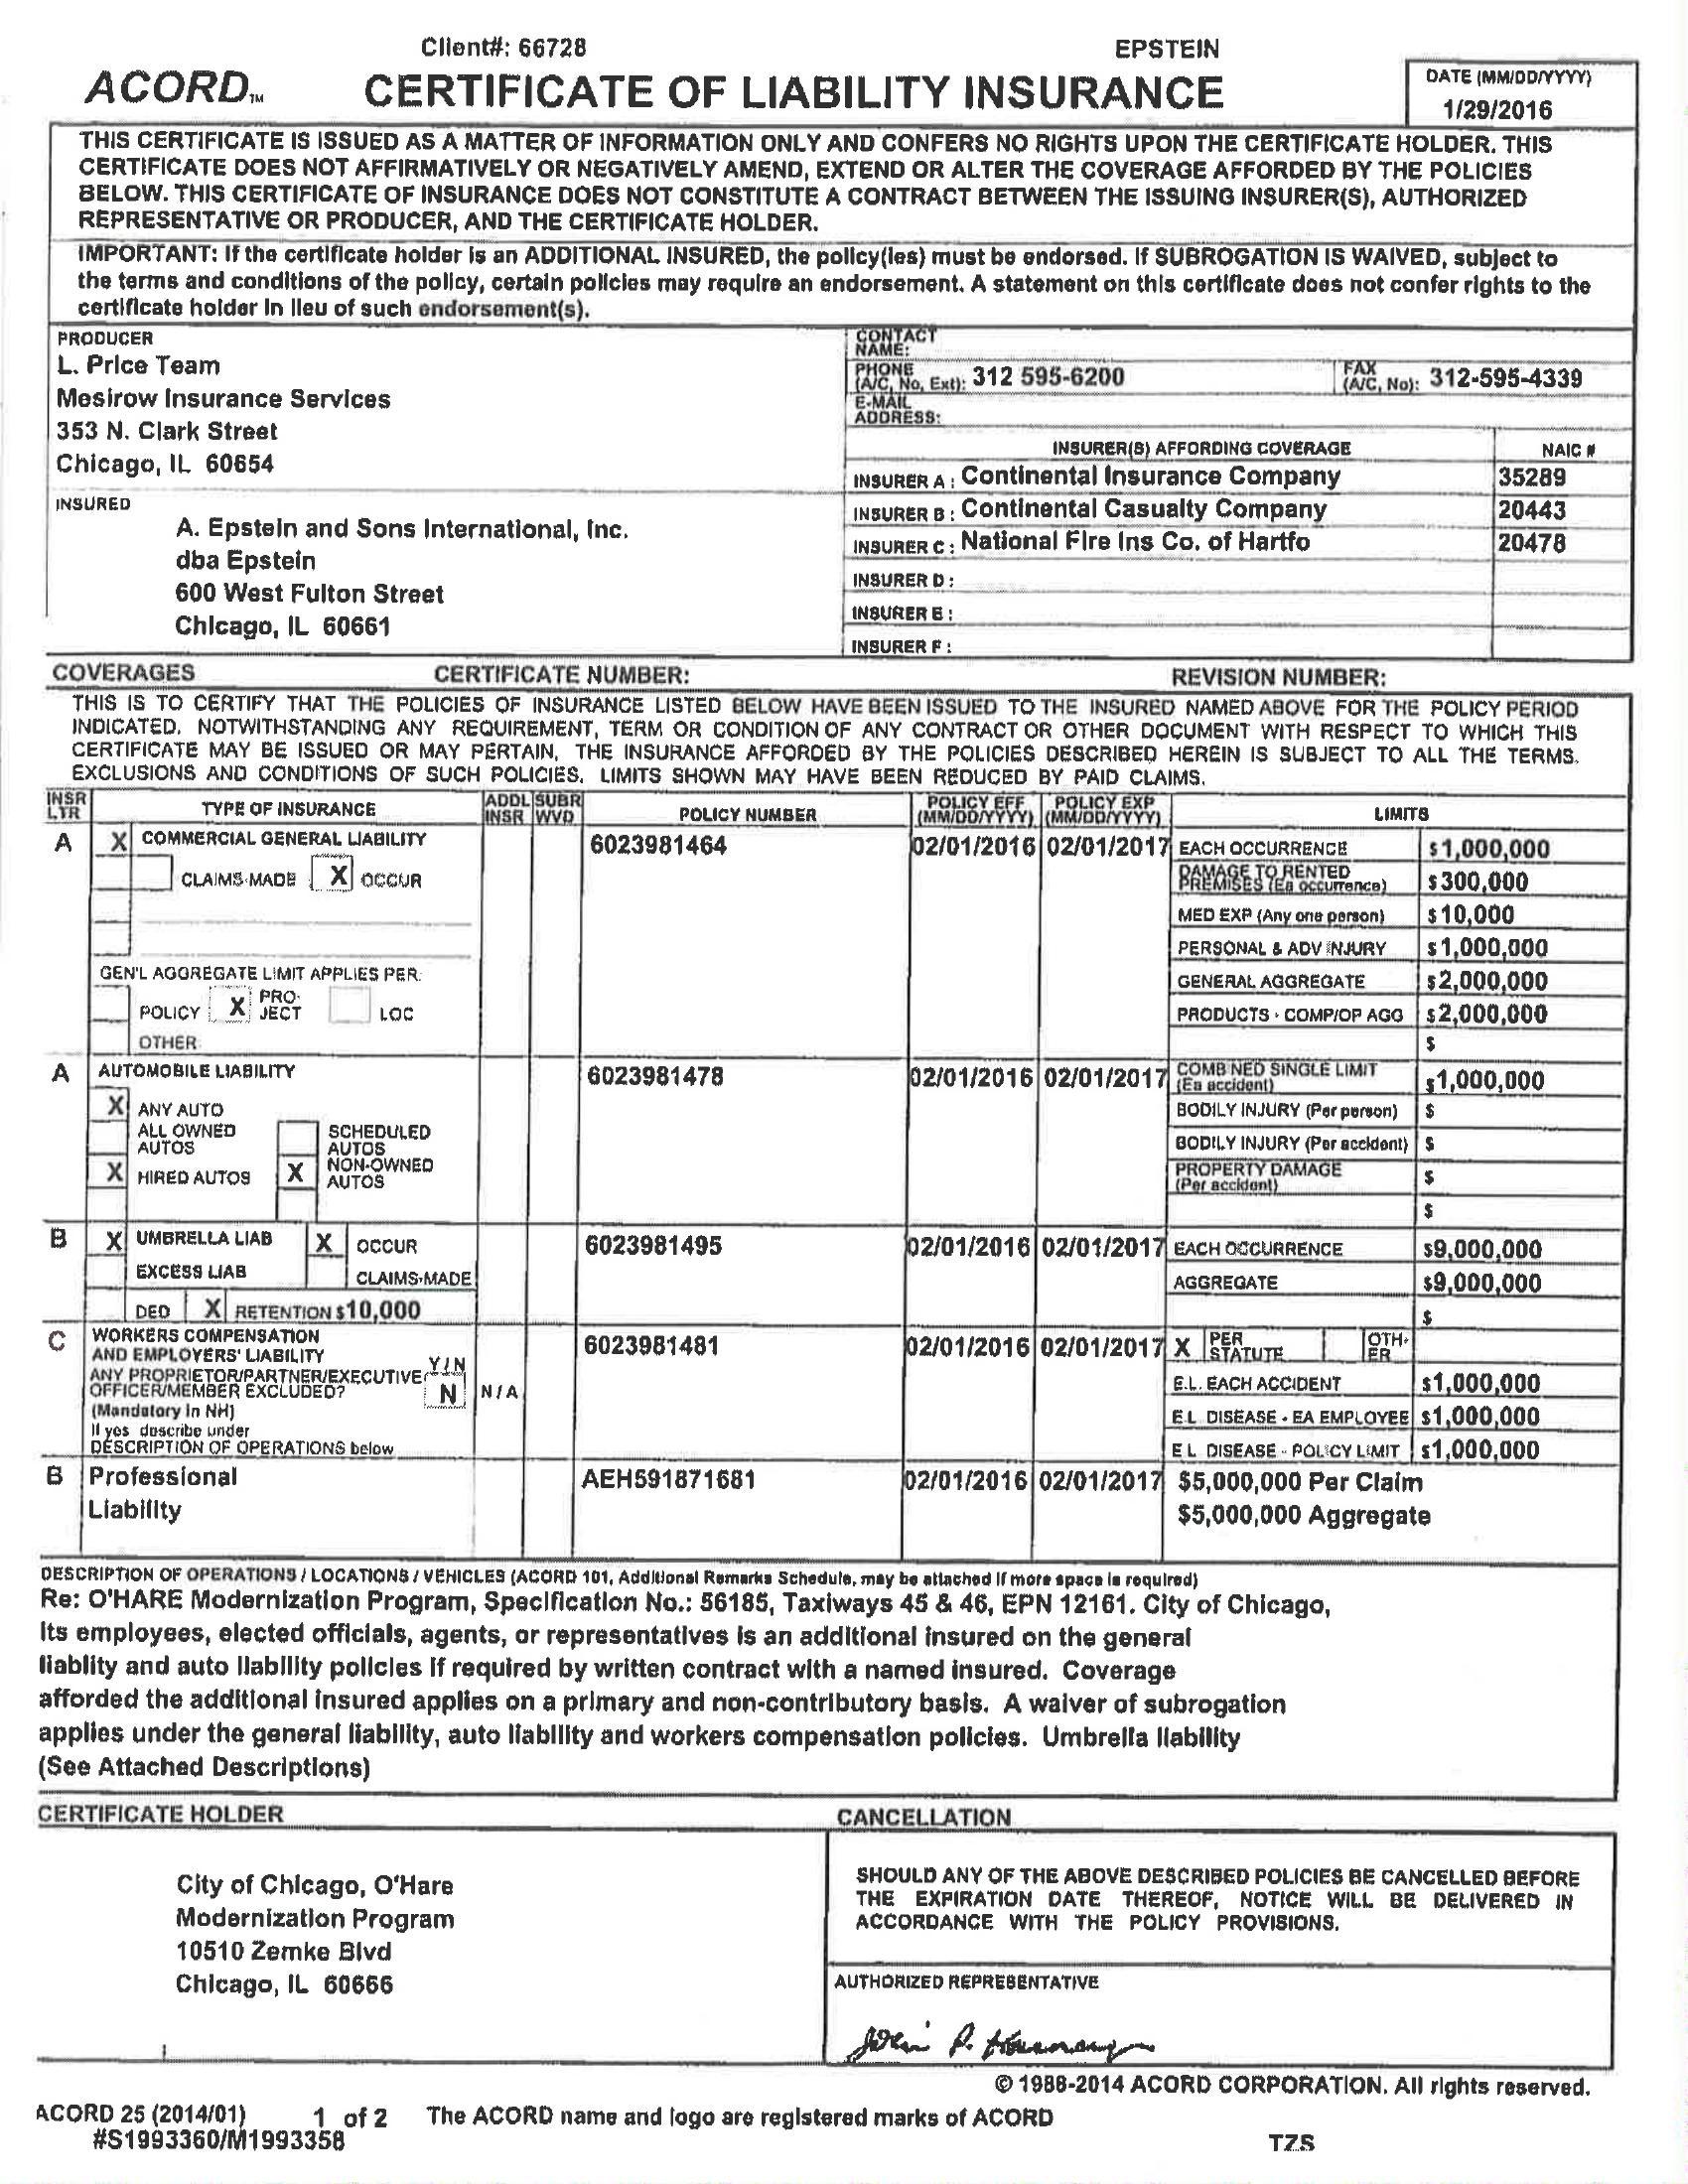 Client#: 66728 EPSTEIN
ACORD™ CERTIFICATE OF LIABILITY INSURANCE
DATE (MM/DD/YYYY)
1/29/2016
THIS CERTIFICATE IS ISSUED AS A MATTER OF INFORMATION ONLY AND CONFERS NO RIGHTS UPON THE CERTIFICATE HOLDER. THIS
CERTIFICATE DOES NOT AFFIRMATIVELY OR NEGATIVELY AMEND, EXTEND OR ALTER THE COVERAGE AFFORDED BY THE POLICIES
BELOW. THIS CERTIFICATE OF INSURANCE DOES NOT CONSTITUTE A CONTRACT BETWEEN THE ISSUING INSURER(S), AUTHORIZED
REPRESENTATIVE OR PRODUCER, AND THE CERTIFICATE HOLDER.
IMPORTANT: If the certificate holder is an ADDITIONAL INSURED, the policy(ies) must be endorsed. If SUBROGATION IS WAIVED, subject to
the terms and conditions of the policy, certain policies may require an endorsement. A statement on this certificate does not confer rights to the
certificate holder in lieu of such endorsement(s).
PRODUCER
L. Price Team
Mesirow Insurance Services
353 N. Clark Street
Chicago, IL 60654
CONTACT NAME:
PHONE (A/C, No, Ext): 312 595-6200
FAX (A/C, No): 312-595-4339
E-MAIL ADDRESS:
INSURER(S) AFFORDING COVERAGE NAIC #
INSURER A : Continental Insurance Company 35289
INSURER B : Continental Casualty Company 20443
INSURER C : National Fire Ins Co. of Hartfo 20478
INSURER D :
INSURER E :
INSURER F :
INSURED
A. Epstein and Sons International, Inc.
dba Epstein
600 West Fulton Street
Chicago, IL 60661
COVERAGES CERTIFICATE NUMBER: REVISION NUMBER:
THIS IS TO CERTIFY THAT THE POLICIES OF INSURANCE LISTED BELOW HAVE BEEN ISSUED TO THE INSURED NAMED ABOVE FOR THE POLICY PERIOD
INDICATED. NOTWITHSTANDING ANY REQUIREMENT, TERM OR CONDITION OF ANY CONTRACT OR OTHER DOCUMENT WITH RESPECT TO WHICH THIS
CERTIFICATE MAY BE ISSUED OR MAY PERTAIN, THE INSURANCE AFFORDED BY THE POLICIES DESCRIBED HEREIN IS SUBJECT TO ALL THE TERMS,
EXCLUSIONS AND CONDITIONS OF SUCH POLICIES. LIMITS SHOWN MAY HAVE BEEN REDUCED BY PAID CLAIMS.
INSR LTR TYPE OF INSURANCE ADDL INSR SUBR WVD POLICY NUMBER POLICY EFF (MM/DD/YYYY) POLICY EXP (MM/DD/YYYY) LIMITS
A X COMMERCIAL GENERAL LIABILITY 6023981464 02/01/2016 02/01/2017 EACH OCCURRENCE $1,000,000
CLAIMS-MADE X OCCUR DAMAGE TO RENTED PREMISES (Ea occurrence) $300,000
MED EXP (Any one person) $10,000
PERSONAL & ADV INJURY $1,000,000
GEN'L AGGREGATE LIMIT APPLIES PER: GENERAL AGGREGATE $2,000,000
POLICY X PRO-JECT LOC PRODUCTS - COMP/OP AGG $2,000,000
OTHER: $
A AUTOMOBILE LIABILITY 6023981478 02/01/2016 02/01/2017 COMBINED SINGLE LIMIT (Ea accident) $1,000,000
X ANY AUTO BODILY INJURY (Per person) $
ALL OWNED AUTOS SCHEDULED AUTOS BODILY INJURY (Per accident) $
X HIRED AUTOS X NON-OWNED AUTOS PROPERTY DAMAGE (Per accident) $
$
B X UMBRELLA LIAB X OCCUR 6023981495 02/01/2016 02/01/2017 EACH OCCURRENCE $9,000,000
EXCESS LIAB CLAIMS-MADE AGGREGATE $9,000,000
DED X RETENTION $10,000 $
C WORKERS COMPENSATION AND EMPLOYERS' LIABILITY 6023981481 02/01/2016 02/01/2017 X PER STATUTE OTH-ER
ANY PROPRIETOR/PARTNER/EXECUTIVE Y/N
OFFICER/MEMBER EXCLUDED? N N/A E.L. EACH ACCIDENT $1,000,000
(Mandatory in NH) E.L. DISEASE - EA EMPLOYEE $1,000,000
If yes, describe under
DESCRIPTION OF OPERATIONS below E.L. DISEASE - POLICY LIMIT $1,000,000
B Professional AEH591871681 02/01/2016 02/01/2017 $5,000,000 Per Claim
Liability $5,000,000 Aggregate
DESCRIPTION OF OPERATIONS / LOCATIONS / VEHICLES (ACORD 101, Additional Remarks Schedule, may be attached if more space is required)
Re: O'HARE Modernization Program, Specification No.: 56185, Taxiways 45 & 46, EPN 12161. City of Chicago,
its employees, elected officials, agents, or representatives is an additional insured on the general
liablity and auto liability policies if required by written contract with a named insured. Coverage
afforded the additional insured applies on a primary and non-contributory basis. A waiver of subrogation
applies under the general liability, auto liability and workers compensation policies. Umbrella liability
(See Attached Descriptions)
CERTIFICATE HOLDER
City of Chicago, O'Hare
Modernization Program
10510 Zemke Blvd
Chicago, IL 60666
CANCELLATION
SHOULD ANY OF THE ABOVE DESCRIBED POLICIES BE CANCELLED BEFORE
THE EXPIRATION DATE THEREOF, NOTICE WILL BE DELIVERED IN
ACCORDANCE WITH THE POLICY PROVISIONS.
AUTHORIZED REPRESENTATIVE
© 1988-2014 ACORD CORPORATION. All rights reserved.
ACORD 25 (2014/01) 1 of 2 The ACORD name and logo are registered marks of ACORD
#S1993360/M1993358 TZS